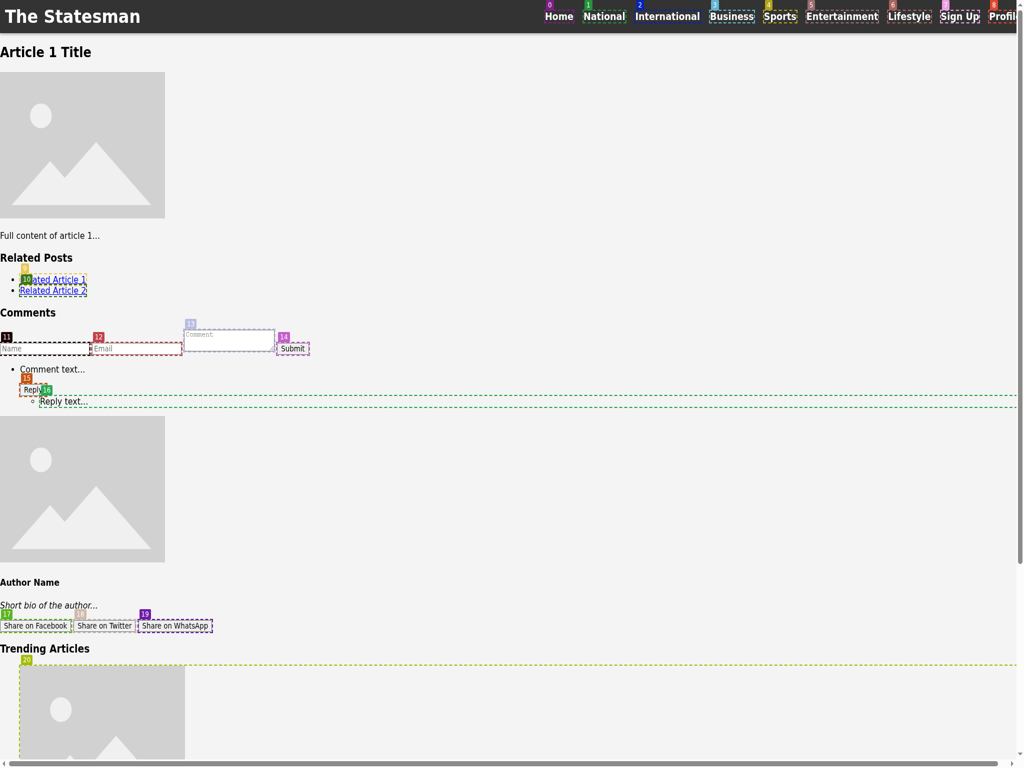 The Statesman
0 1 2 3 4 5 6 7 8
Home National International Business Sports Entertainment Lifestyle Sign Up Profil
Article 1 Title
Full content of article 1...
Related Posts
9
10 ated Article 1
Related Article 2
Comments
11 12 13 14
Name Email Comment Submit
Comment text...
15
Reply 16
Reply text...
Author Name
Short bio of the author...
17 18 19
Share on Facebook Share on Twitter Share on WhatsApp
Trending Articles
20